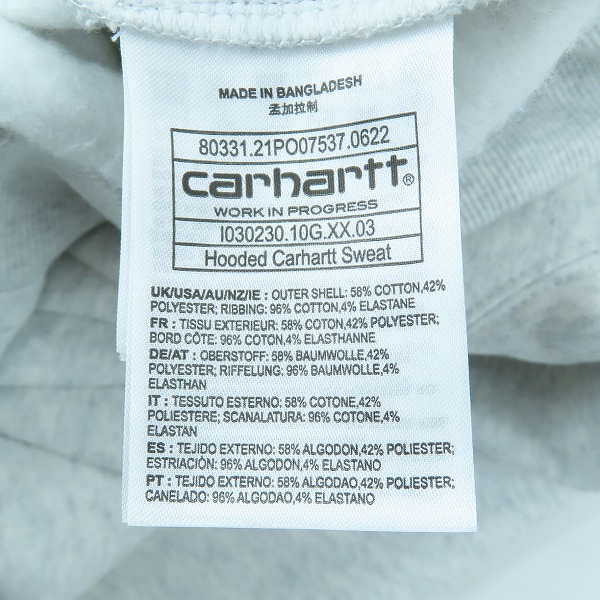 MADE IN BANGLADESH
孟加拉制
80331.21PO07537.0622
carhartt®
WORK IN PROGRESS
I030230.10G.XX.03
Hooded Carhartt Sweat
UK/USA/AU/NZ/IE : OUTER SHELL: 58% COTTON,42%
POLYESTER; RIBBING: 96% COTTON,4% ELASTANE
FR : TISSU EXTERIEUR: 58% COTON,42% POLYESTER;
BORD CÔTE: 96% COTON,4% ELASTHANNE
DE/AT : OBERSTOFF: 58% BAUMWOLLE,42%
POLYESTER; RIFFELUNG: 96% BAUMWOLLE,4%
ELASTHAN
IT : TESSUTO ESTERNO: 58% COTONE,42%
POLIESTERE; SCANALATURA: 96% COTONE,4%
ELASTAN
ES : TEJIDO EXTERNO: 58% ALGODON,42% POLIESTER;
ESTRIACIÓN: 96% ALGODON,4% ELASTANO
PT : TEJIDO EXTERNO: 58% ALGODAO,42% POLIESTER;
CANELADO: 96% ALGODAO,4% ELASTANO